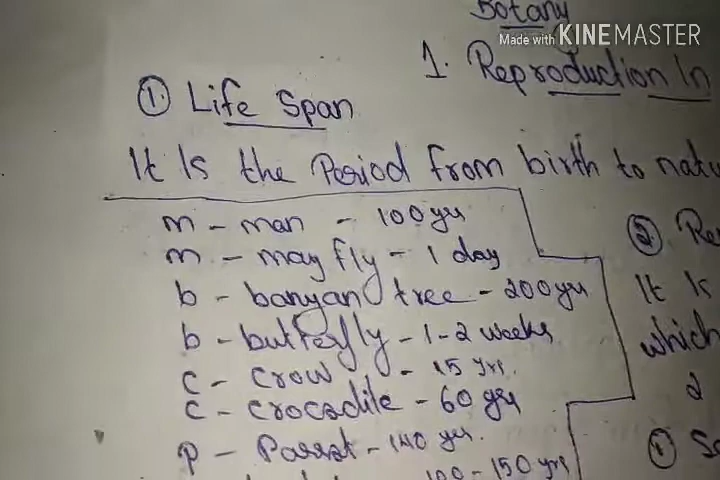 Botany
Made with KINEMASTER
1. Reproduction In
① Life Span
It Is the Period from birth to natu
m - man - 100 yrs
m - may fly - 1 day
b - banyan tree - 200 yrs
b - butterfly - 1-2 weeks
c - crow - 15 yrs.
c - crocodile - 60 yrs
p - Parrot - 140 yrs.
100 - 150 yrs
② Re
It Is
which
2
① Se